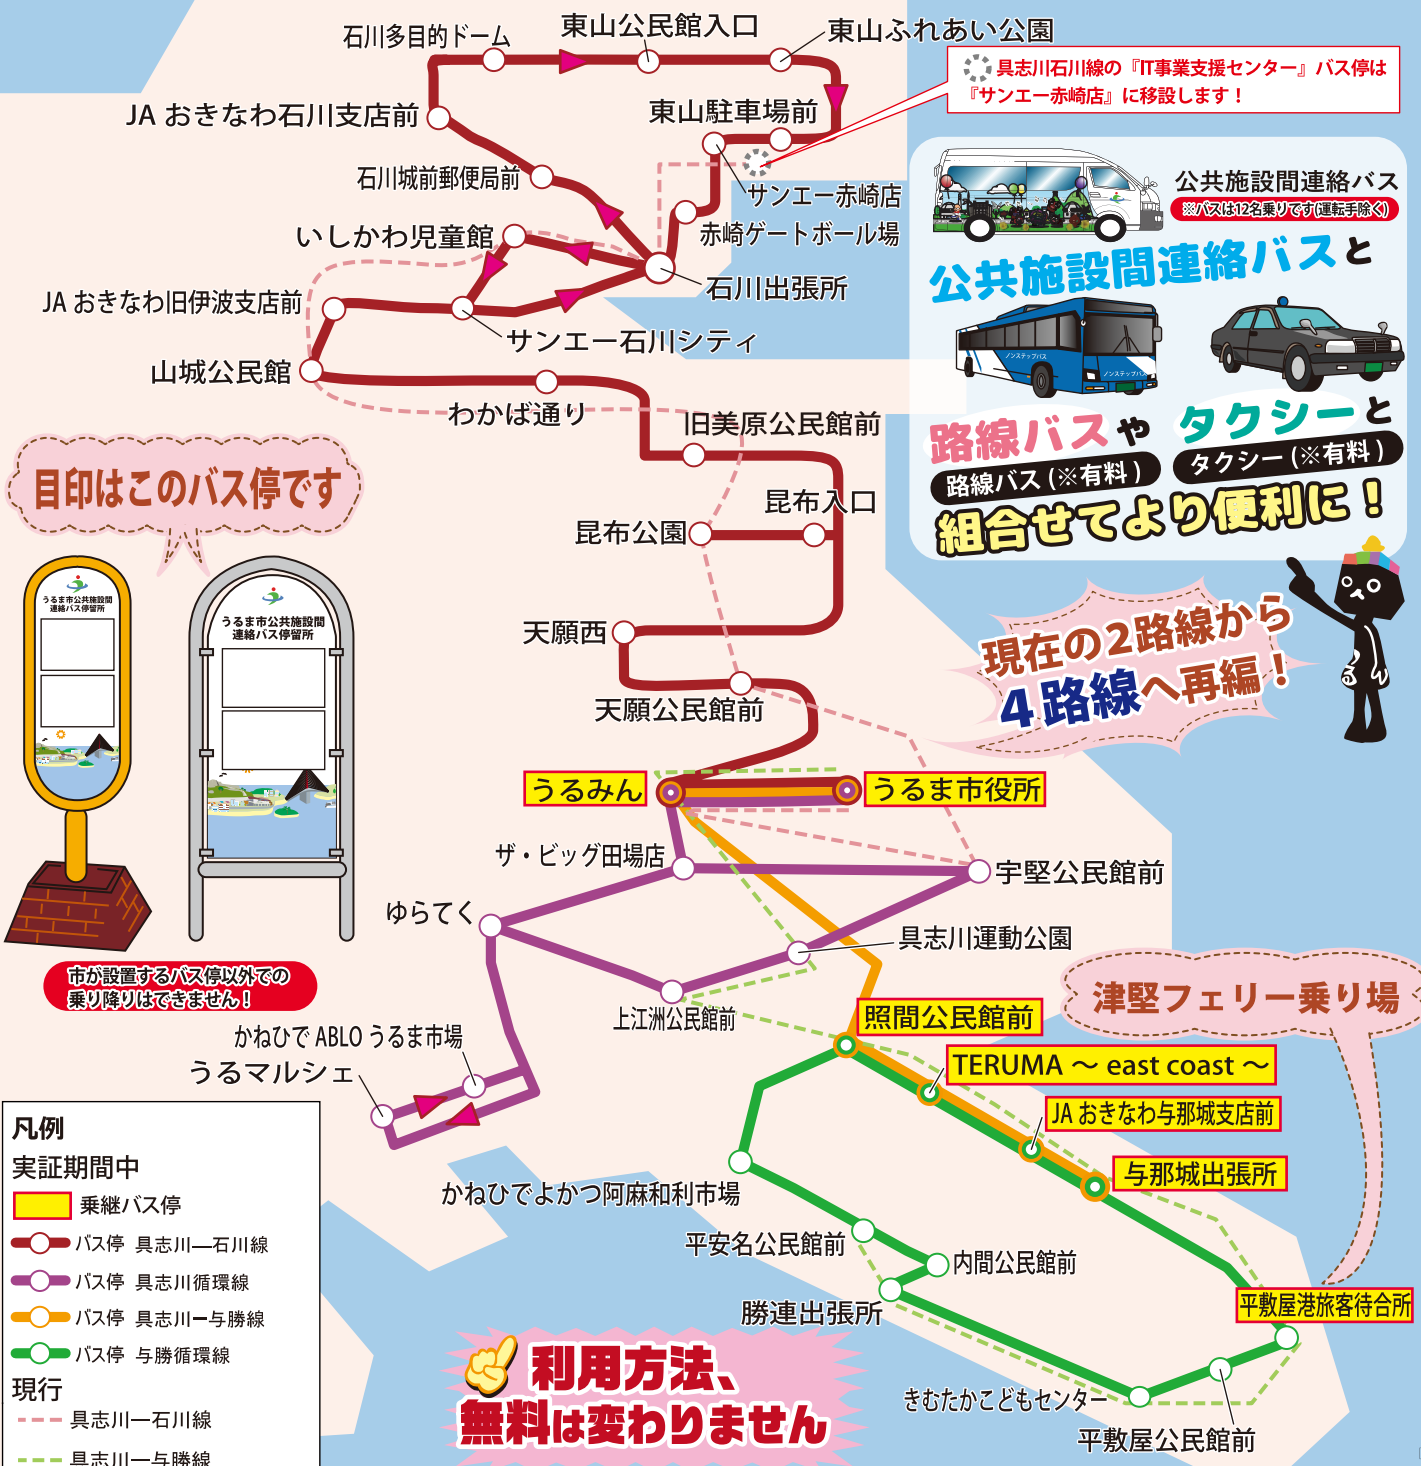 石川多目的ドーム
東山公民館入口
東山ふれあい公園
具志川石川線の『IT事業支援センター』バス停は
『サンエー赤崎店』に移設します！
JA おきなわ石川支店前
東山駐車場前
石川城前郵便局前
サンエー赤崎店
赤崎ゲートボール場
いしかわ児童館
石川出張所
JA おきなわ旧伊波支店前
サンエー石川シティ
山城公民館
わかば通り
旧美原公民館前
昆布入口
昆布公園
天願西
天願公民館前
公共施設間連絡バス
※バスは12名乗りです(運転手除く)
公共施設間連絡バスと
ノンステップバス
ノンステップバス
路線バスや
路線バス (※有料 )
タクシーと
タクシー (※有料 )
組合せてより便利に！
現在の2路線から
4路線へ再編！
るん
目印はこのバス停です
うるま市公共施設間
連絡バス停留所
うるま市公共施設間
連絡バス停留所
市が設置するバス停以外での
乗り降りはできません！
うるみん
うるま市役所
ザ・ビッグ田場店
宇堅公民館前
ゆらてく
具志川運動公園
上江洲公民館前
かねひで ABLO うるま市場
うるマルシェ
照間公民館前
TERUMA ～ east coast ～
JA おきなわ与那城支店前
与那城出張所
津堅フェリー乗り場
かねひでよかつ阿麻和利市場
平安名公民館前
内間公民館前
勝連出張所
平敷屋港旅客待合所
きむたかこどもセンター
平敷屋公民館前
利用方法、
無料は変わりません
凡例
実証期間中
乗継バス停
バス停 具志川―石川線
バス停 具志川循環線
バス停 具志川ー与勝線
バス停 与勝循環線
現行
具志川―石川線
具志川―与勝線